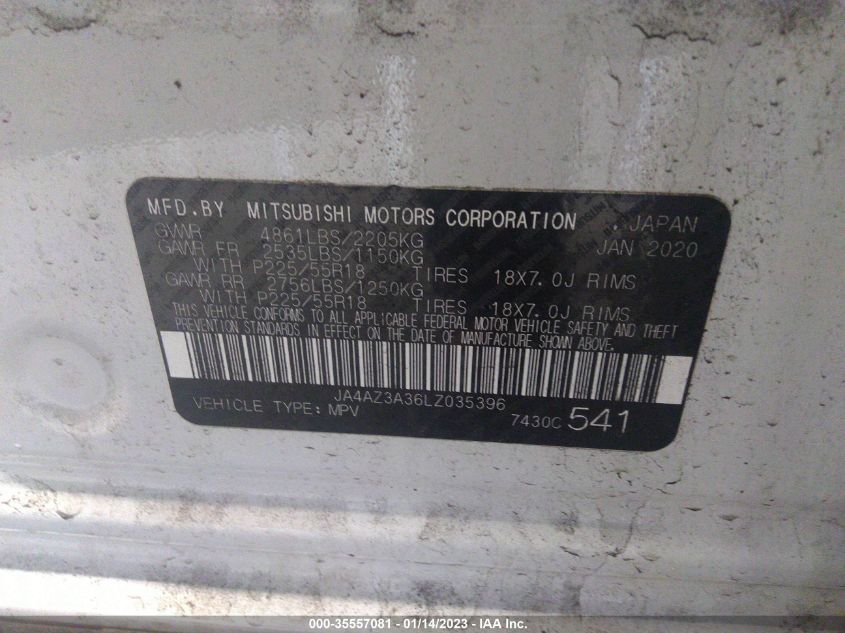 MFD. BY MITSUBISHI MOTORS CORPORATION , JAPAN
GVWR 4861LBS/2205KG JAN 2020
GAWR FR 2535LBS/1150KG
WITH P225/55R18 TIRES 18X7.0J RIMS
GAWR RR 2756LBS/1250KG
WITH P225/55R18 TIRES 18X7.0J RIMS
THIS VEHICLE CONFORMS TO ALL APPLICABLE FEDERAL MOTOR VEHICLE SAFETY AND THEFT
PREVENTION STANDARDS IN EFFECT ON THE DATE OF MANUFACTURE SHOWN ABOVE.
JA4AZ3A36LZ035396
VEHICLE TYPE: MPV 7430C 541
000-35557081 - 01/14/2023 - IAA Inc.